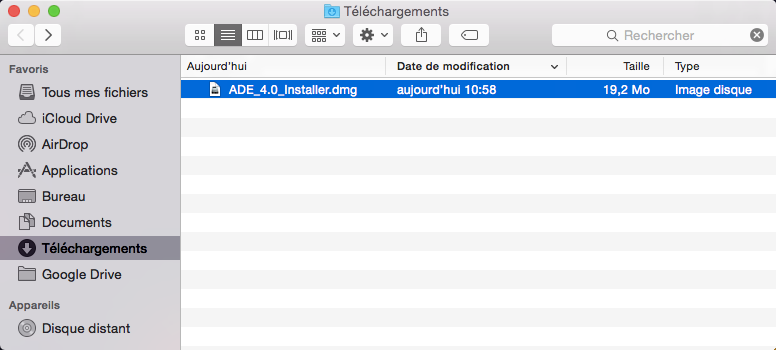 Téléchargements
Rechercher
Favoris
Tous mes fichiers
iCloud Drive
AirDrop
Applications
Bureau
Documents
Téléchargements
Google Drive
Appareils
Disque distant
Aujourd'hui Date de modification Taille Type
ADE_4.0_Installer.dmg aujourd'hui 10:58 19,2 Mo Image disque